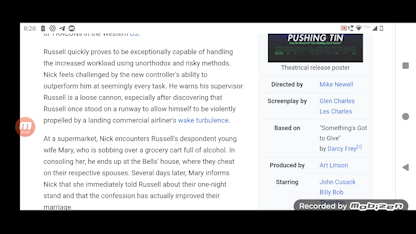 8:28
of TRACONs in the Western US.
PUSHING TIN
Russell quickly proves to be exceptionally capable of handling
the increased workload using unorthodox and risky methods.
Nick feels challenged by the new controller's ability to
outperform him at seemingly every task. He warns his supervisor
Russell is a loose cannon, especially after discovering that
Russell once stood on a runway to allow himself to be violently
propelled by a landing commercial airliner's wake turbulence.
At a supermarket, Nick encounters Russell's despondent young
wife Mary, who is sobbing over a grocery cart full of alcohol. In
consoling her, he ends up at the Bells' house, where they cheat
on their respective spouses. Several days later, Mary informs
Nick that she immediately told Russell about their one-night
stand and that the confession has actually improved their
marriage.
Theatrical release poster
Directed by Mike Newell
Screenplay by Glen Charles
Les Charles
Based on "Something's Got
to Give"
by Darcy Frey[1]
Produced by Art Linson
Starring John Cusack
Billy Bob
Recorded by Mobizen